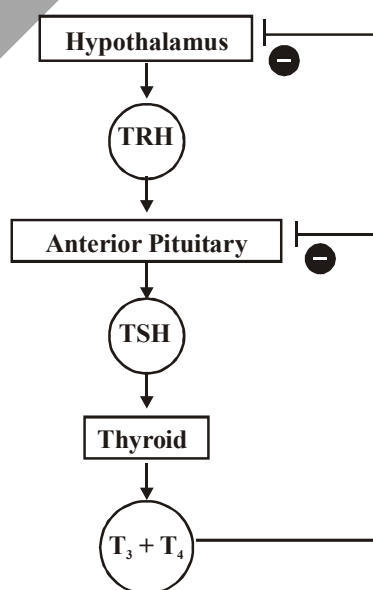 Hypothalamus
−
TRH
Anterior Pituitary
−
TSH
Thyroid
T₃ + T₄